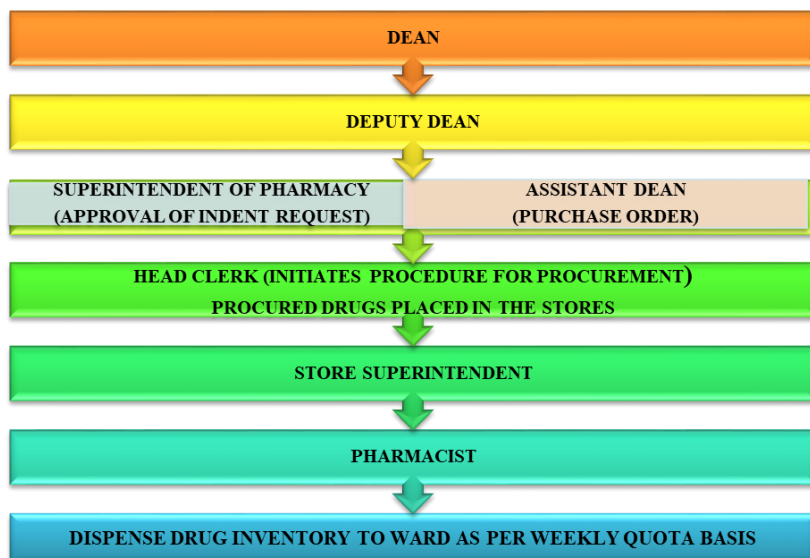 DEAN
DEPUTY DEAN
SUPERINTENDENT OF PHARMACY
(APPROVAL OF INDENT REQUEST)
ASSISTANT DEAN
(PURCHASE ORDER)
HEAD CLERK (INITIATES PROCEDURE FOR PROCUREMENT)
PROCURED DRUGS PLACED IN THE STORES
STORE SUPERINTENDENT
PHARMACIST
DISPENSE DRUG INVENTORY TO WARD AS PER WEEKLY QUOTA BASIS